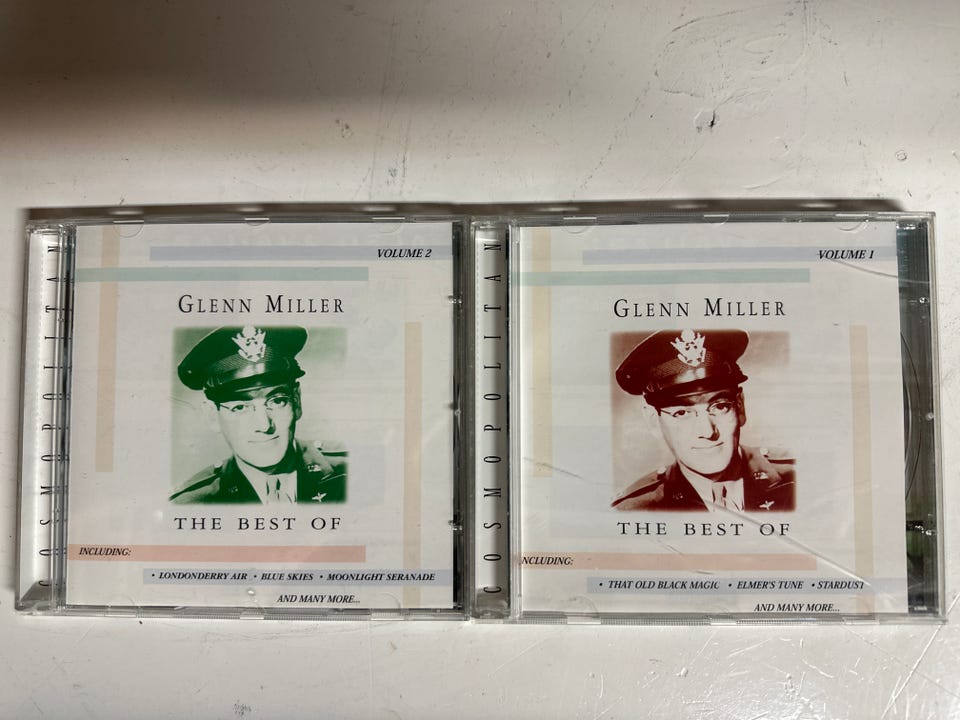 COSMOPOLITAN
VOLUME 2
GLENN MILLER
THE BEST OF
INCLUDING:
• LONDONDERRY AIR • BLUE SKIES • MOONLIGHT SERANADE
AND MANY MORE...
COSMOPOLITAN
VOLUME 1
GLENN MILLER
THE BEST OF
NCLUDING:
• THAT OLD BLACK MAGIC • ELMER'S TUNE • STARDUST
AND MANY MORE...